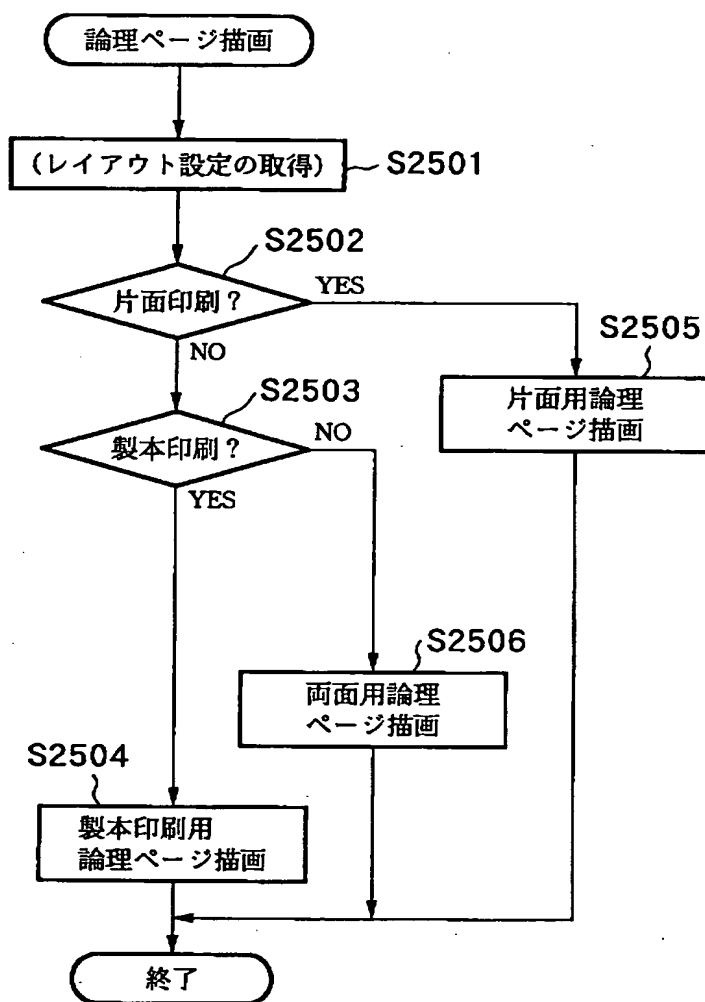 論理ページ描画
(レイアウト設定の取得)
S2501
S2502
片面印刷?
YES
NO
S2505
片面用論理
ページ描画
S2503
製本印刷?
NO
YES
S2506
両面用論理
ページ描画
S2504
製本印刷用
論理ページ描画
終了